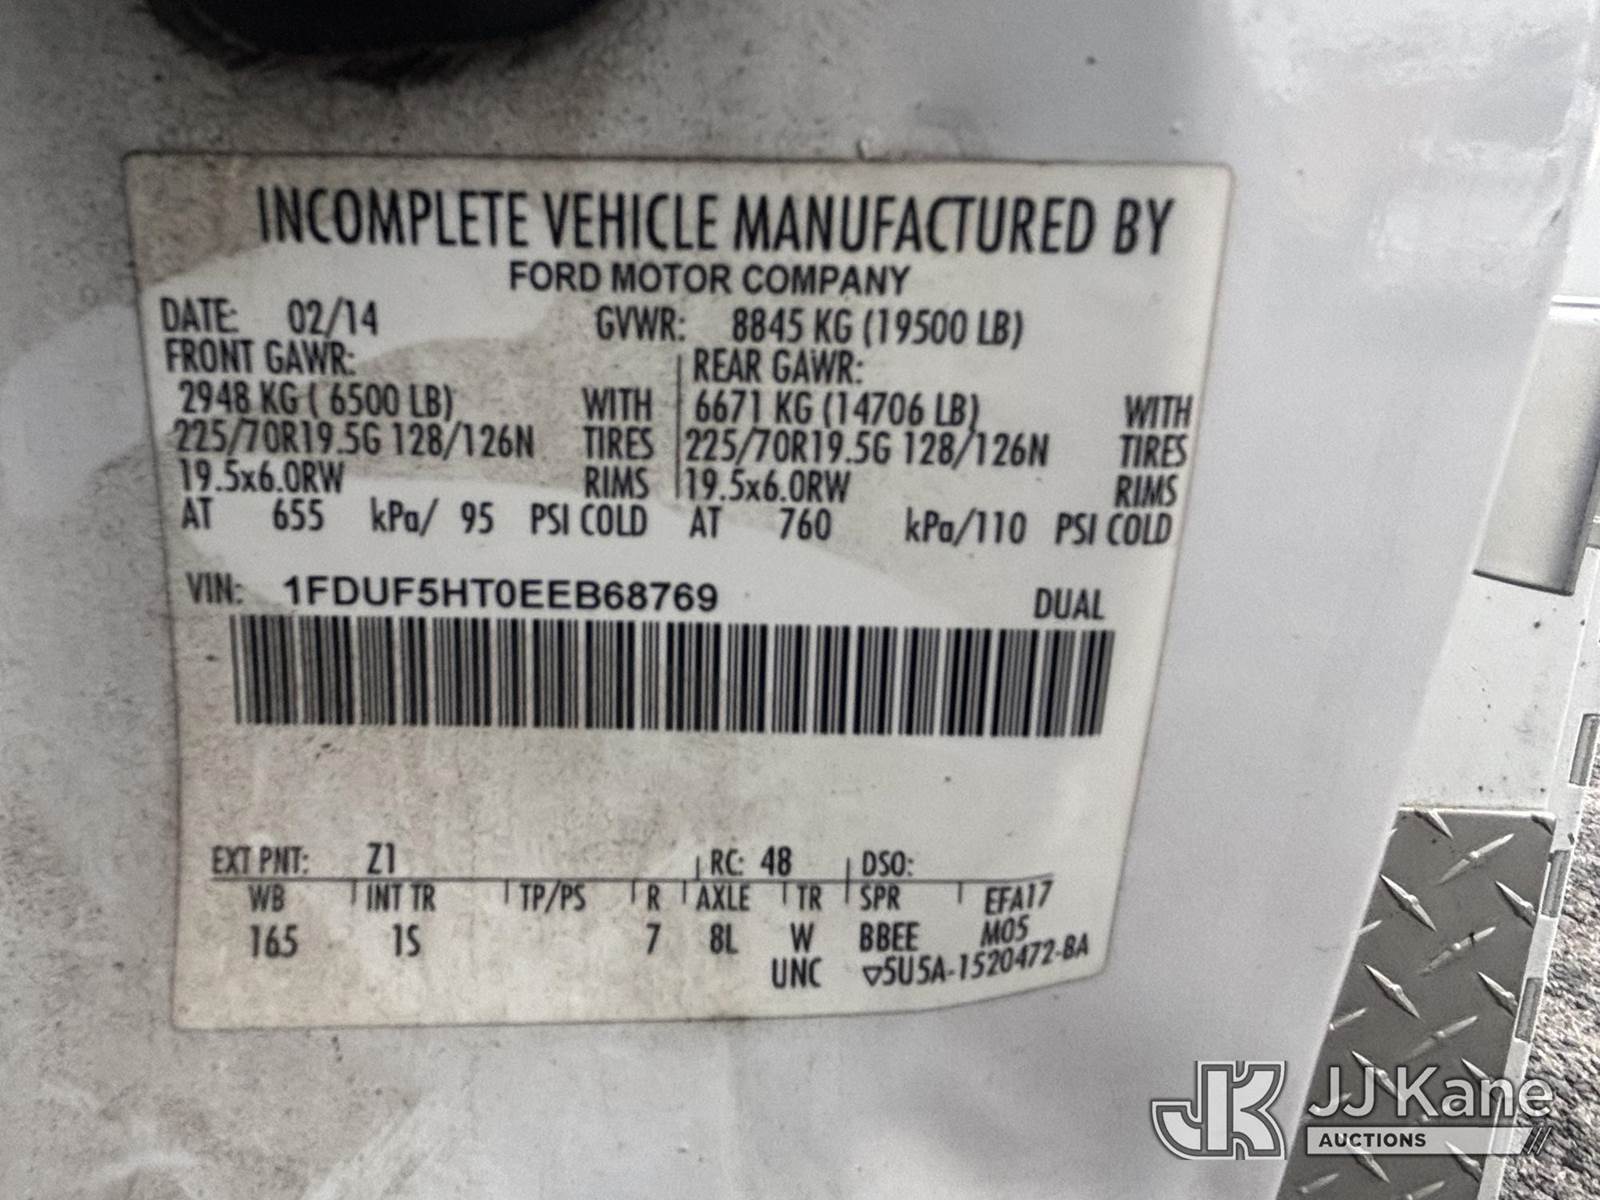 INCOMPLETE VEHICLE MANUFACTURED BY
FORD MOTOR COMPANY
DATE: 02/14 GVWR: 8845 KG (19500 LB)
FRONT GAWR: REAR GAWR:
2948 KG ( 6500 LB) WITH 6671 KG (14706 LB) WITH
225/70R19.5G 128/126N TIRES 225/70R19.5G 128/126N TIRES
19.5x6.0RW RIMS 19.5x6.0RW RIMS
AT 655 kPa/ 95 PSI COLD AT 760 kPa/110 PSI COLD
VIN: 1FDUF5HT0EEB68769 DUAL
EXT PNT: Z1 RC: 48 DSO:
WB INT TR TP/PS R AXLE TR SPR EFA17
165 1S 7 8L W BBEE M05
UNC ▽5U5A-1520472-BA
JK JJ Kane
AUCTIONS